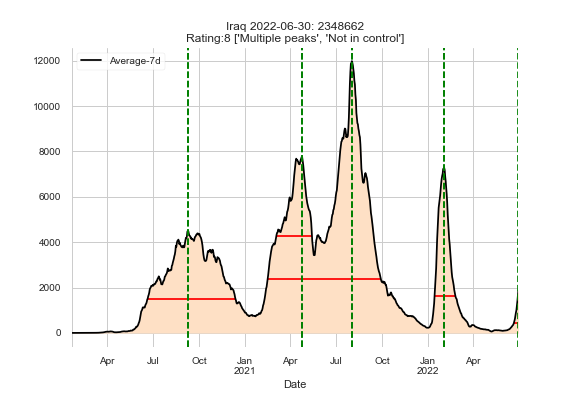 Iraq 2022-06-30: 2348662
Rating:8 ['Multiple peaks', 'Not in control']
Average-7d
12000
10000
8000
6000
4000
2000
0
Apr Jul Oct Jan Apr Jul Oct Jan Apr
2021 2022
Date